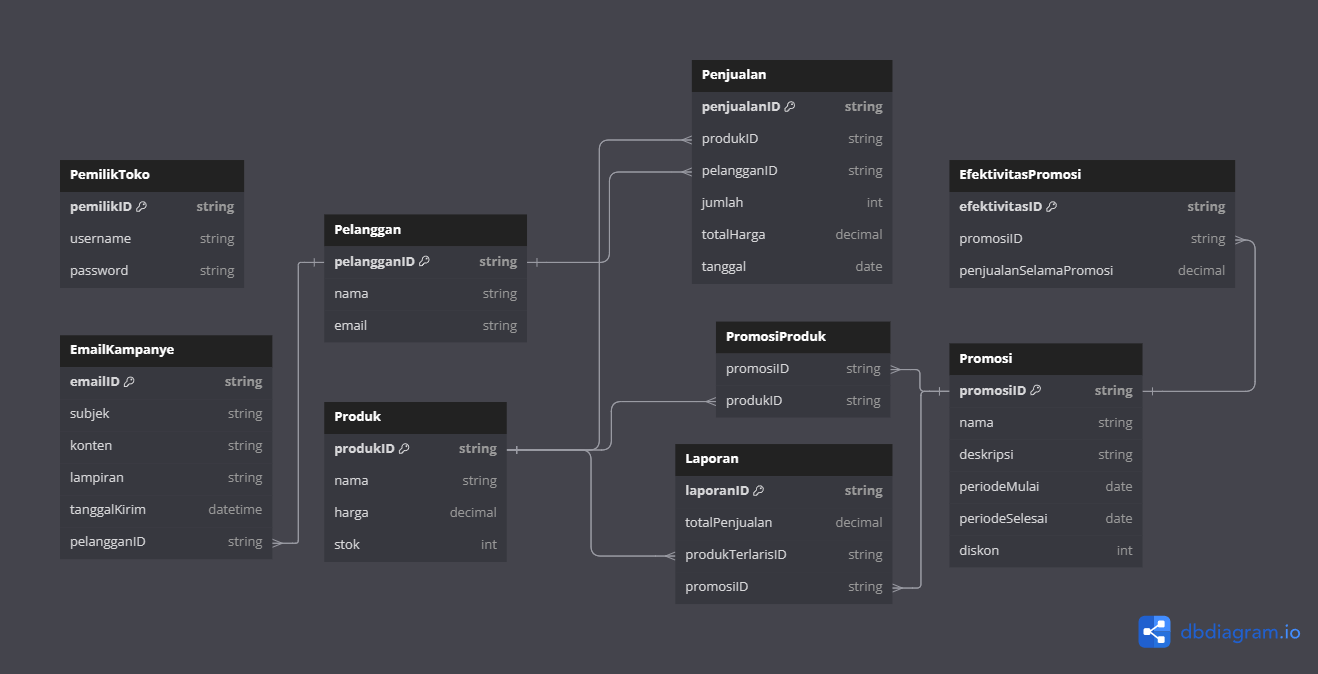 PemilikToko
pemilikID string
username string
password string
EmailKampanye
emailID string
subjek string
konten string
lampiran string
tanggalKirim datetime
pelangganID string
Pelanggan
pelangganID string
nama string
email string
Produk
produkID string
nama string
harga decimal
stok int
Penjualan
penjualanID string
produkID string
pelangganID string
jumlah int
totalHarga decimal
tanggal date
PromosiProduk
promosiID string
produkID string
Laporan
laporanID string
totalPenjualan decimal
produkTerlarisID string
promosiID string
EfektivitasPromosi
efektivitasID string
promosiID string
penjualanSelamaPromosi decimal
Promosi
promosiID string
nama string
deskripsi string
periodeMulai date
periodeSelesai date
diskon int
dbdiagram.io